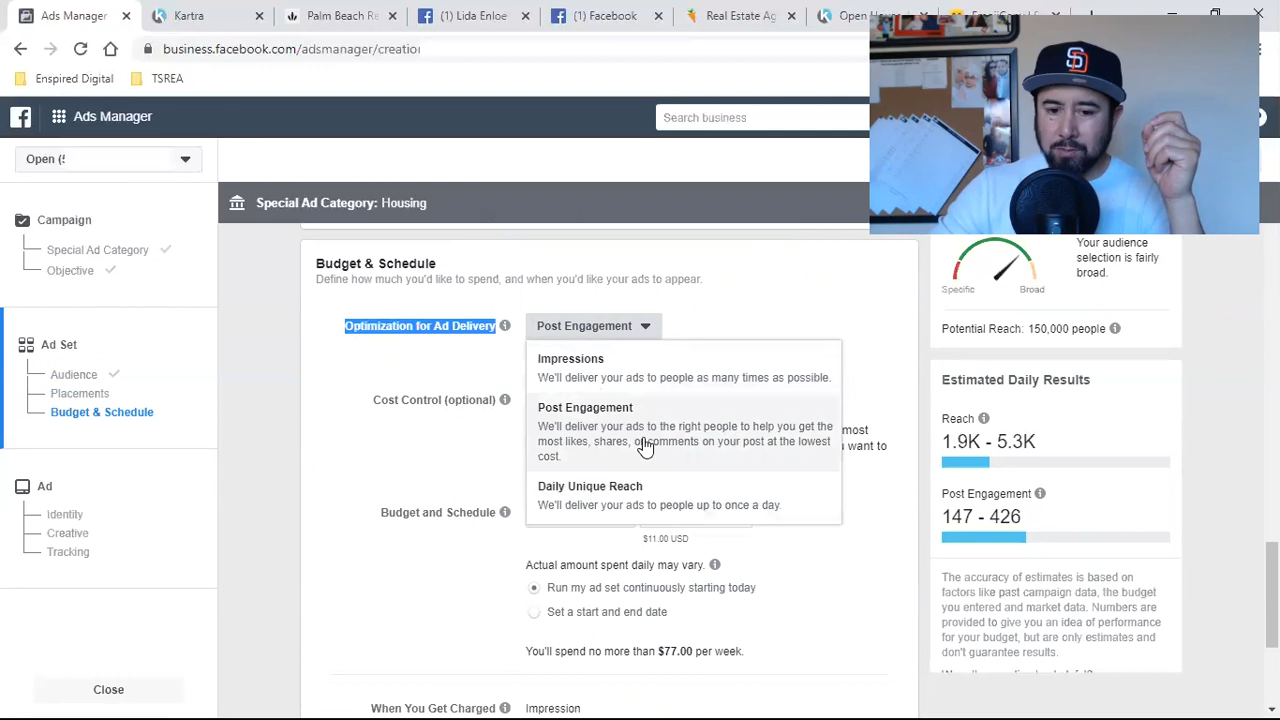 Ads Manager
Kartra
Palm Beach Re
(1) Lida Enloe
(3) Facebook
Real Estate Ag
Open
business.facebook.com/adsmanager/creation
Enspired Digital
TSREA
Ads Manager
Search business
Open (
Special Ad Category: Housing
Campaign
Special Ad Category
Objective
Ad Set
Audience
Placements
Budget & Schedule
Ad
Identity
Creative
Tracking
Close
Budget & Schedule
Define how much you'd like to spend, and when you'd like your ads to appear.
Optimization for Ad Delivery
Post Engagement
Impressions
We'll deliver your ads to people as many times as possible.
Post Engagement
We'll deliver your ads to the right people to help you get the
most likes, shares, or comments on your post at the lowest
cost.
Daily Unique Reach
We'll deliver your ads to people up to once a day.
Cost Control (optional)
most
want to
Budget and Schedule
$11.00 USD
Actual amount spent daily may vary.
Run my ad set continuously starting today
Set a start and end date
You'll spend no more than $77.00 per week.
When You Get Charged
Impression
SD
Your audience
selection is fairly
broad.
Specific
Broad
Potential Reach: 150,000 people
Estimated Daily Results
Reach
1.9K - 5.3K
Post Engagement
147 - 426
The accuracy of estimates is based on
factors like past campaign data, the budget
you entered and market data. Numbers are
provided to give you an idea of performance
for your budget, but are only estimates and
don't guarantee results.